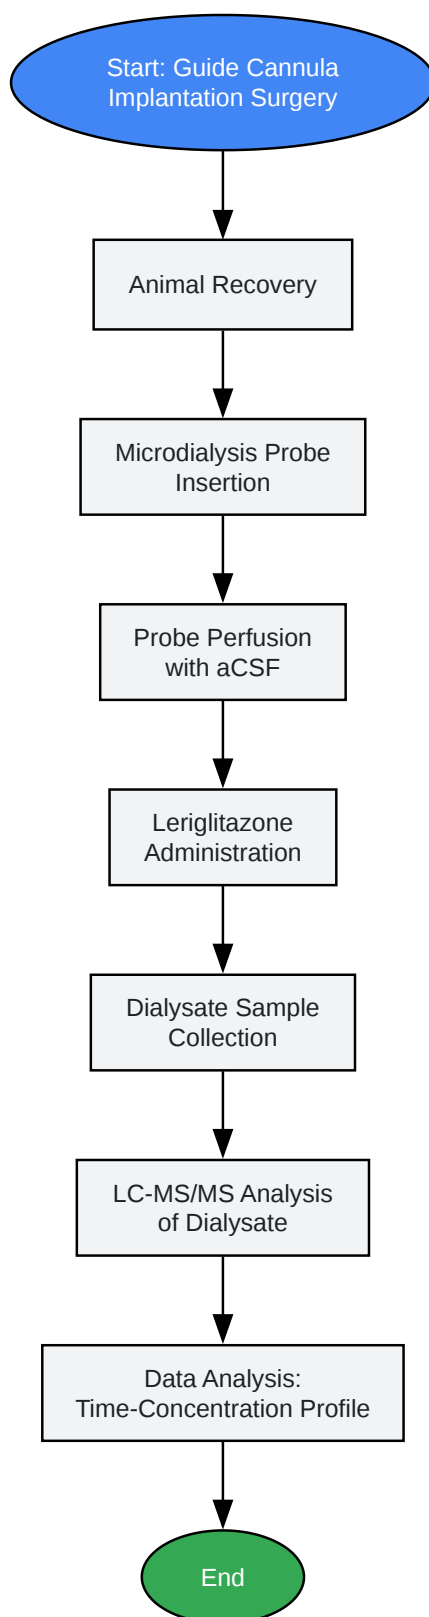 Start: Guide Cannula
Implantation Surgery
Animal Recovery
Microdialysis Probe
Insertion
Probe Perfusion
with aCSF
Leriglitazone
Administration
Dialysate Sample
Collection
LC-MS/MS Analysis
of Dialysate
Data Analysis:
Time-Concentration Profile
End